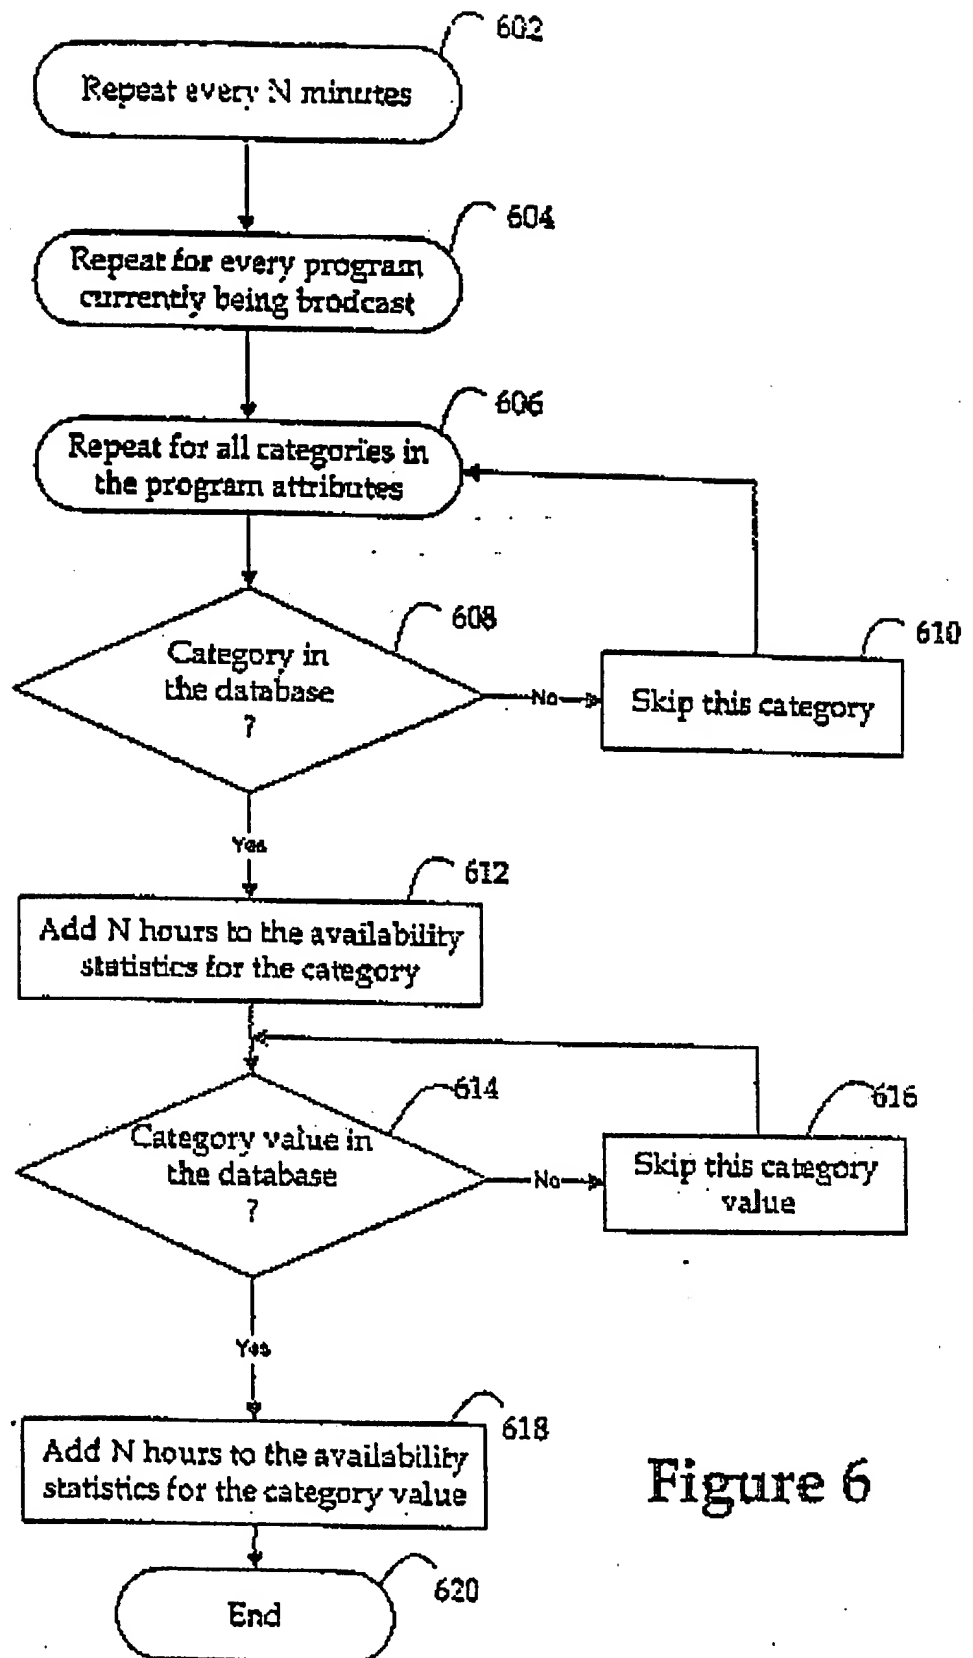 602
Repeat every N minutes
604
Repeat for every program
currently being brodcast
606
Repeat for all categories in
the program attributes
608
Category in
the database
?
No
610
Skip this category
Yes
612
Add N hours to the availability
statistics for the category
614
Category value in
the database
?
No
616
Skip this category
value
Yes
618
Add N hours to the availability
statistics for the category value
Figure 6
620
End